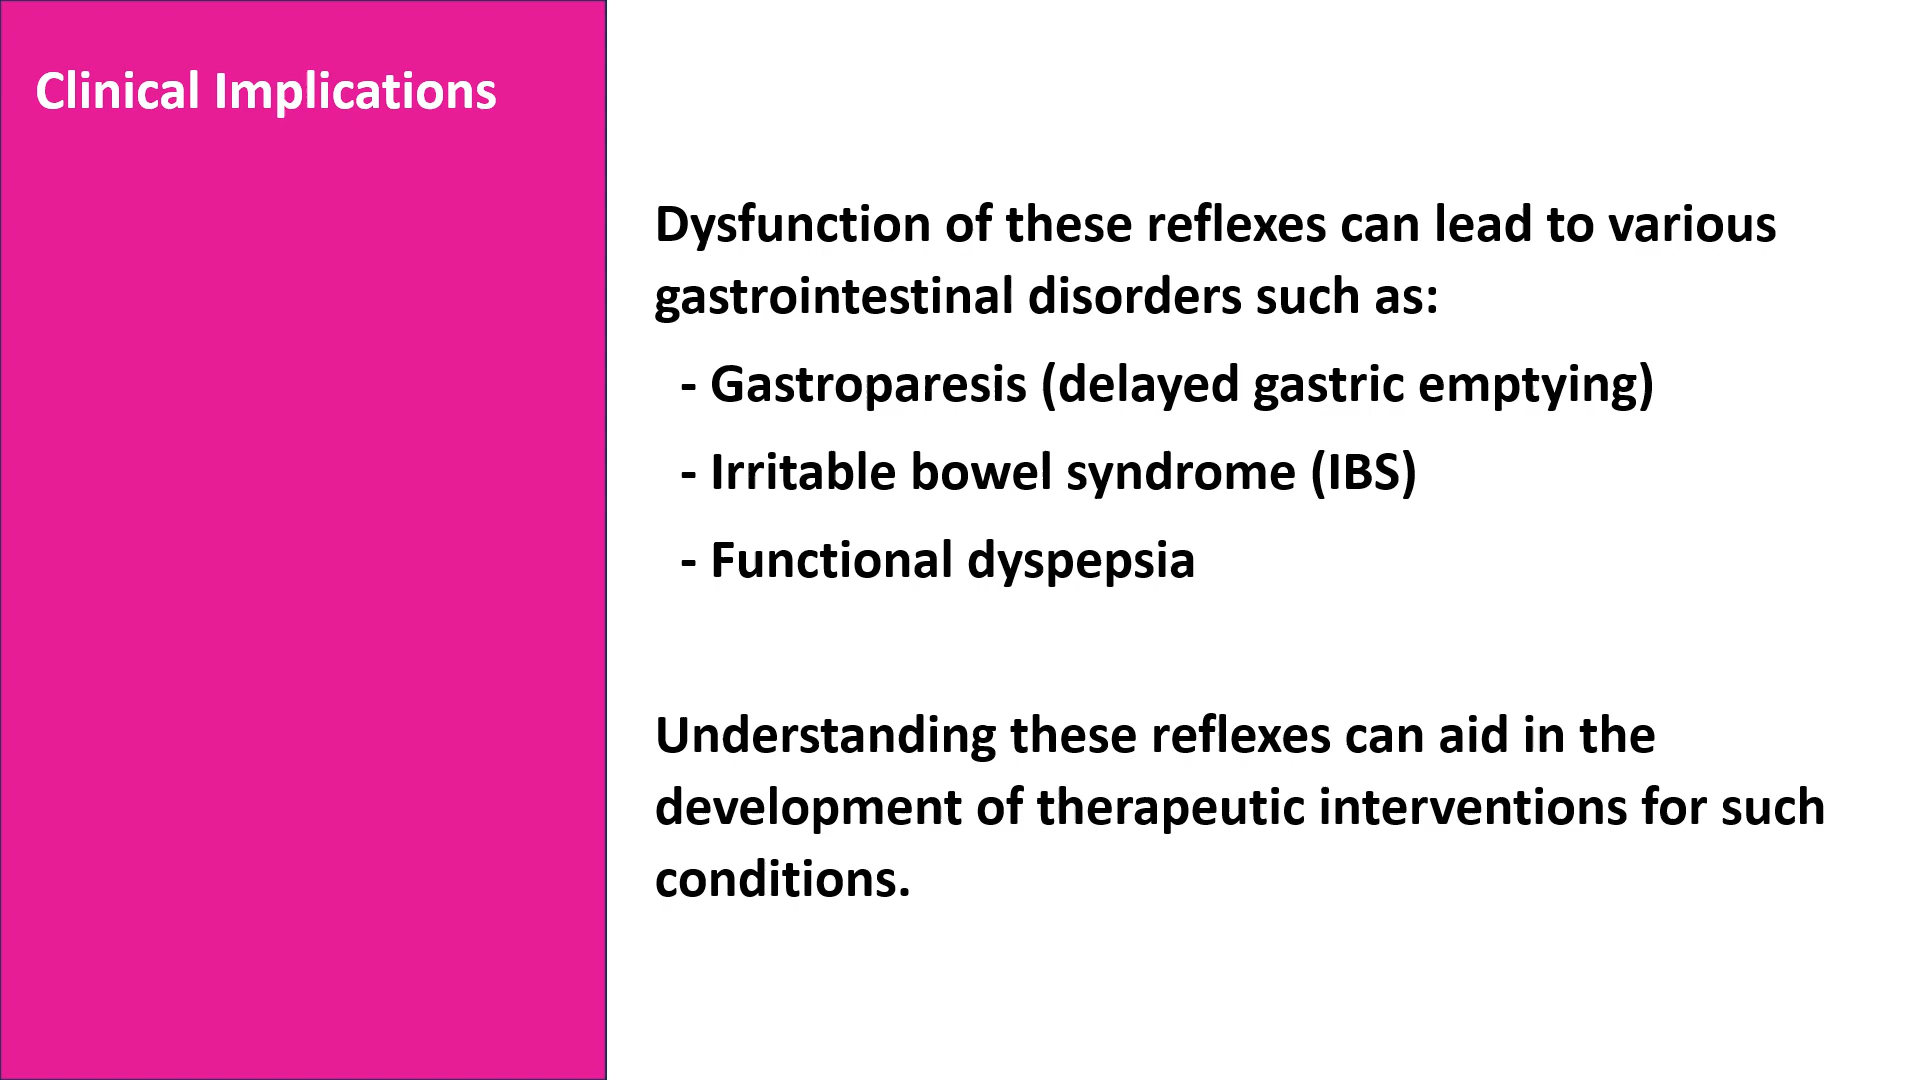 Clinical Implications
Dysfunction of these reflexes can lead to various
gastrointestinal disorders such as:
- Gastroparesis (delayed gastric emptying)
- Irritable bowel syndrome (IBS)
- Functional dyspepsia
Understanding these reflexes can aid in the
development of therapeutic interventions for such
conditions.